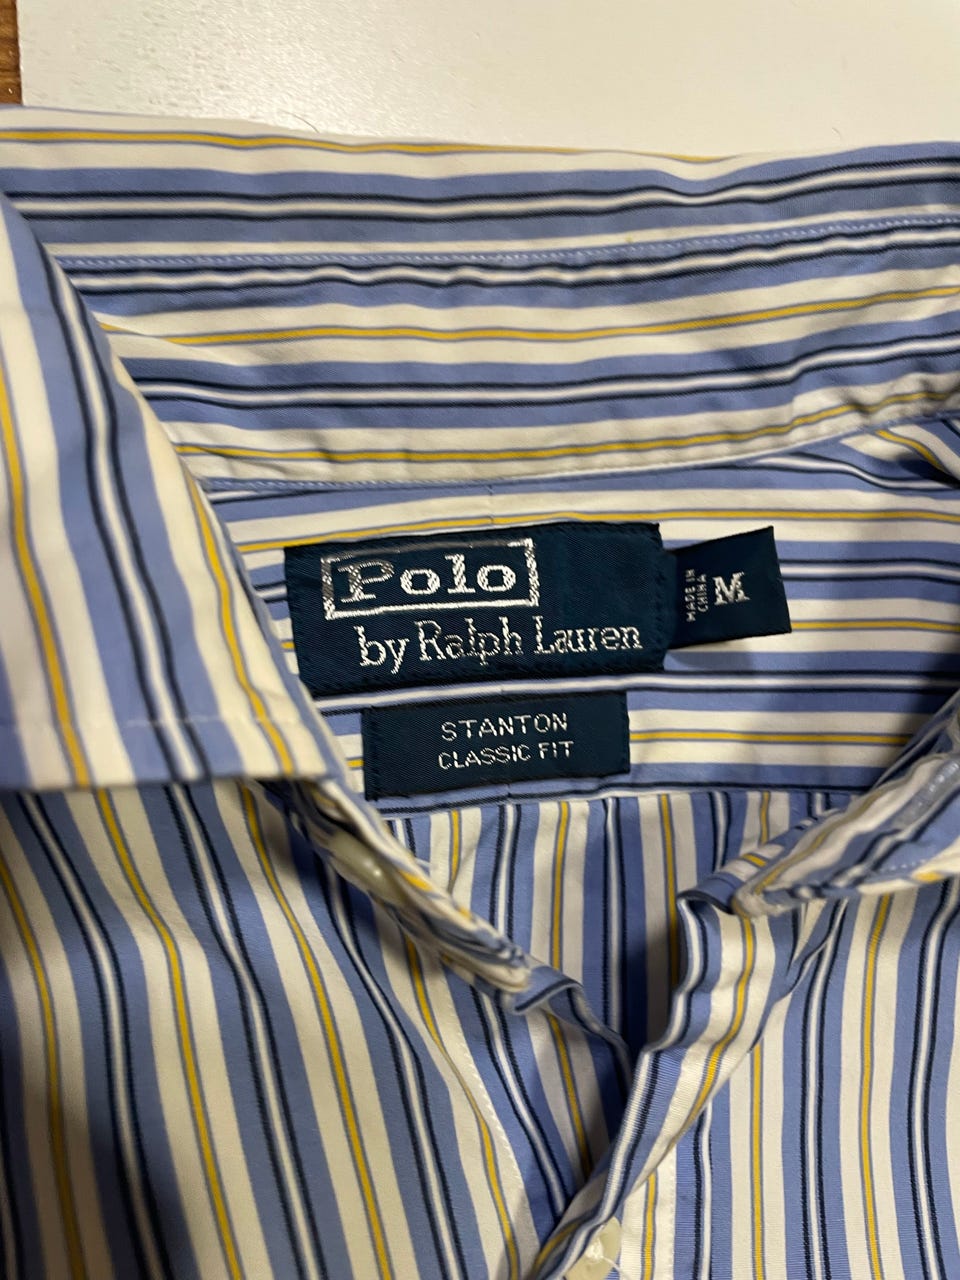 Polo
by Ralph Lauren
MADE IN
CHINA
M
STANTON
CLASSIC FIT